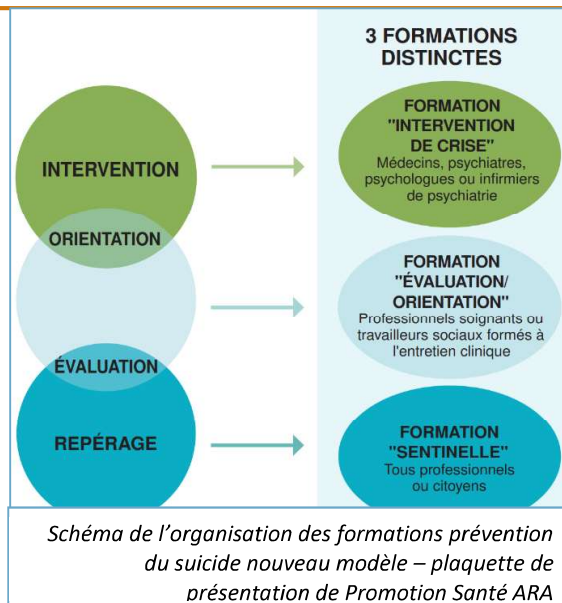 3 FORMATIONS
DISTINCTES
INTERVENTION
ORIENTATION
ÉVALUATION
REPÉRAGE
FORMATION
"INTERVENTION
DE CRISE"
Médecins, psychiatres,
psychologues ou infirmiers
de psychiatrie
FORMATION
"ÉVALUATION/
ORIENTATION"
Professionnels soignants ou
travailleurs sociaux formés à
l'entretien clinique
FORMATION
"SENTINELLE"
Tous professionnels
ou citoyens
Schéma de l’organisation des formations prévention
du suicide nouveau modèle – plaquette de
présentation de Promotion Santé ARA